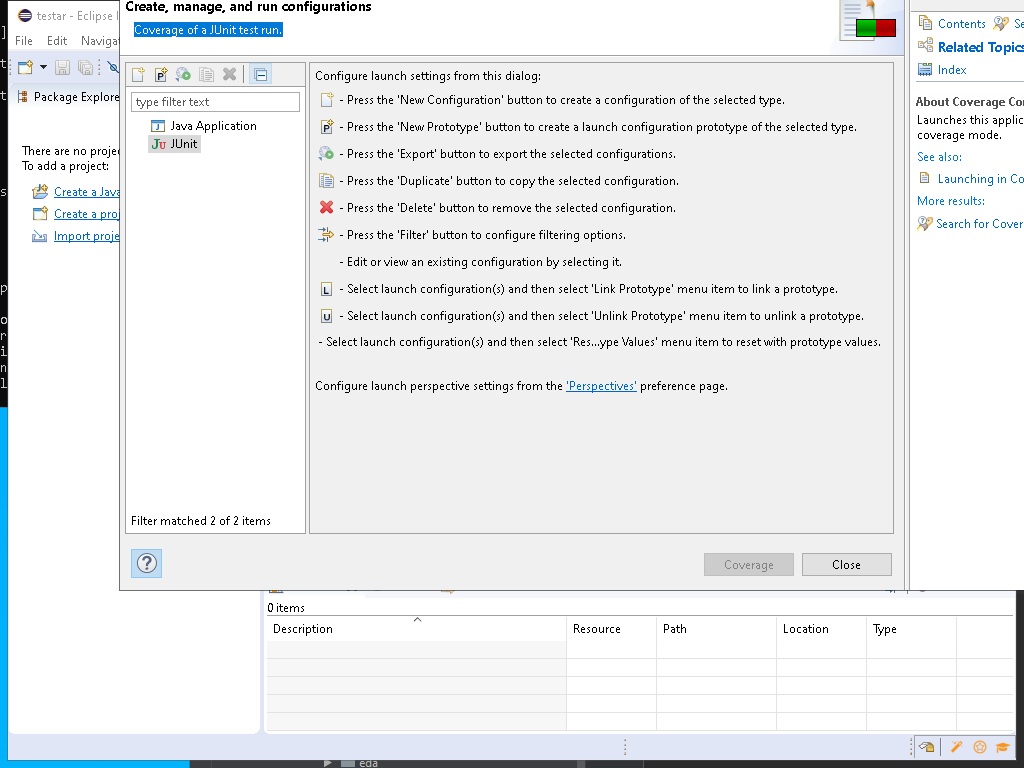 Create, manage, and run configurations
Coverage of a JUnit test run.
testar - Eclipse I
File Edit Navigat
Package Explore
There are no projec
To add a project:
Create a Java
Create a proj
Import proje
type filter text
Java Application
JUnit
Filter matched 2 of 2 items
Configure launch settings from this dialog:
- Press the 'New Configuration' button to create a configuration of the selected type.
- Press the 'New Prototype' button to create a launch configuration prototype of the selected type.
- Press the 'Export' button to export the selected configurations.
- Press the 'Duplicate' button to copy the selected configuration.
- Press the 'Delete' button to remove the selected configuration.
- Press the 'Filter' button to configure filtering options.
- Edit or view an existing configuration by selecting it.
- Select launch configuration(s) and then select 'Link Prototype' menu item to link a prototype.
- Select launch configuration(s) and then select 'Unlink Prototype' menu item to unlink a prototype.
- Select launch configuration(s) and then select 'Res...ype Values' menu item to reset with prototype values.
Configure launch perspective settings from the 'Perspectives' preference page.
Coverage
Close
Contents Se
Related Topics
Index
About Coverage Co
Launches this applic
coverage mode.
See also:
Launching in Co
More results:
Search for Cover
0 items
Description Resource Path Location Type
eda